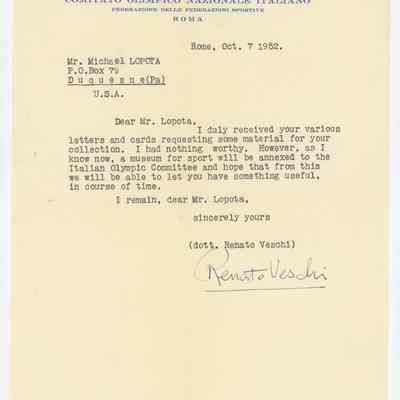 COMITATO OLIMPICO NAZIONALE ITALIANO
FEDERAZIONE DELLE FEDERAZIONI SPORTIVE
ROMA
Rome, Oct. 7 1952.
Mr. Michael LOPOTA
P.O.Box 79
Duquesne(Pa)
U.S.A.
Dear Mr. Lopota,
I duly received your various
letters and cards requesting some material for your
collection. I had nothing worthy. However, as I
know now, a museum for sport will be annexed to the
Italian Olympic Committee and hope that from this
we will be able to let you have something useful,
in course of time.
I remain, dear Mr. Lopota,
sincerely yours
(dott. Renato Veschi)
Renato Veschi